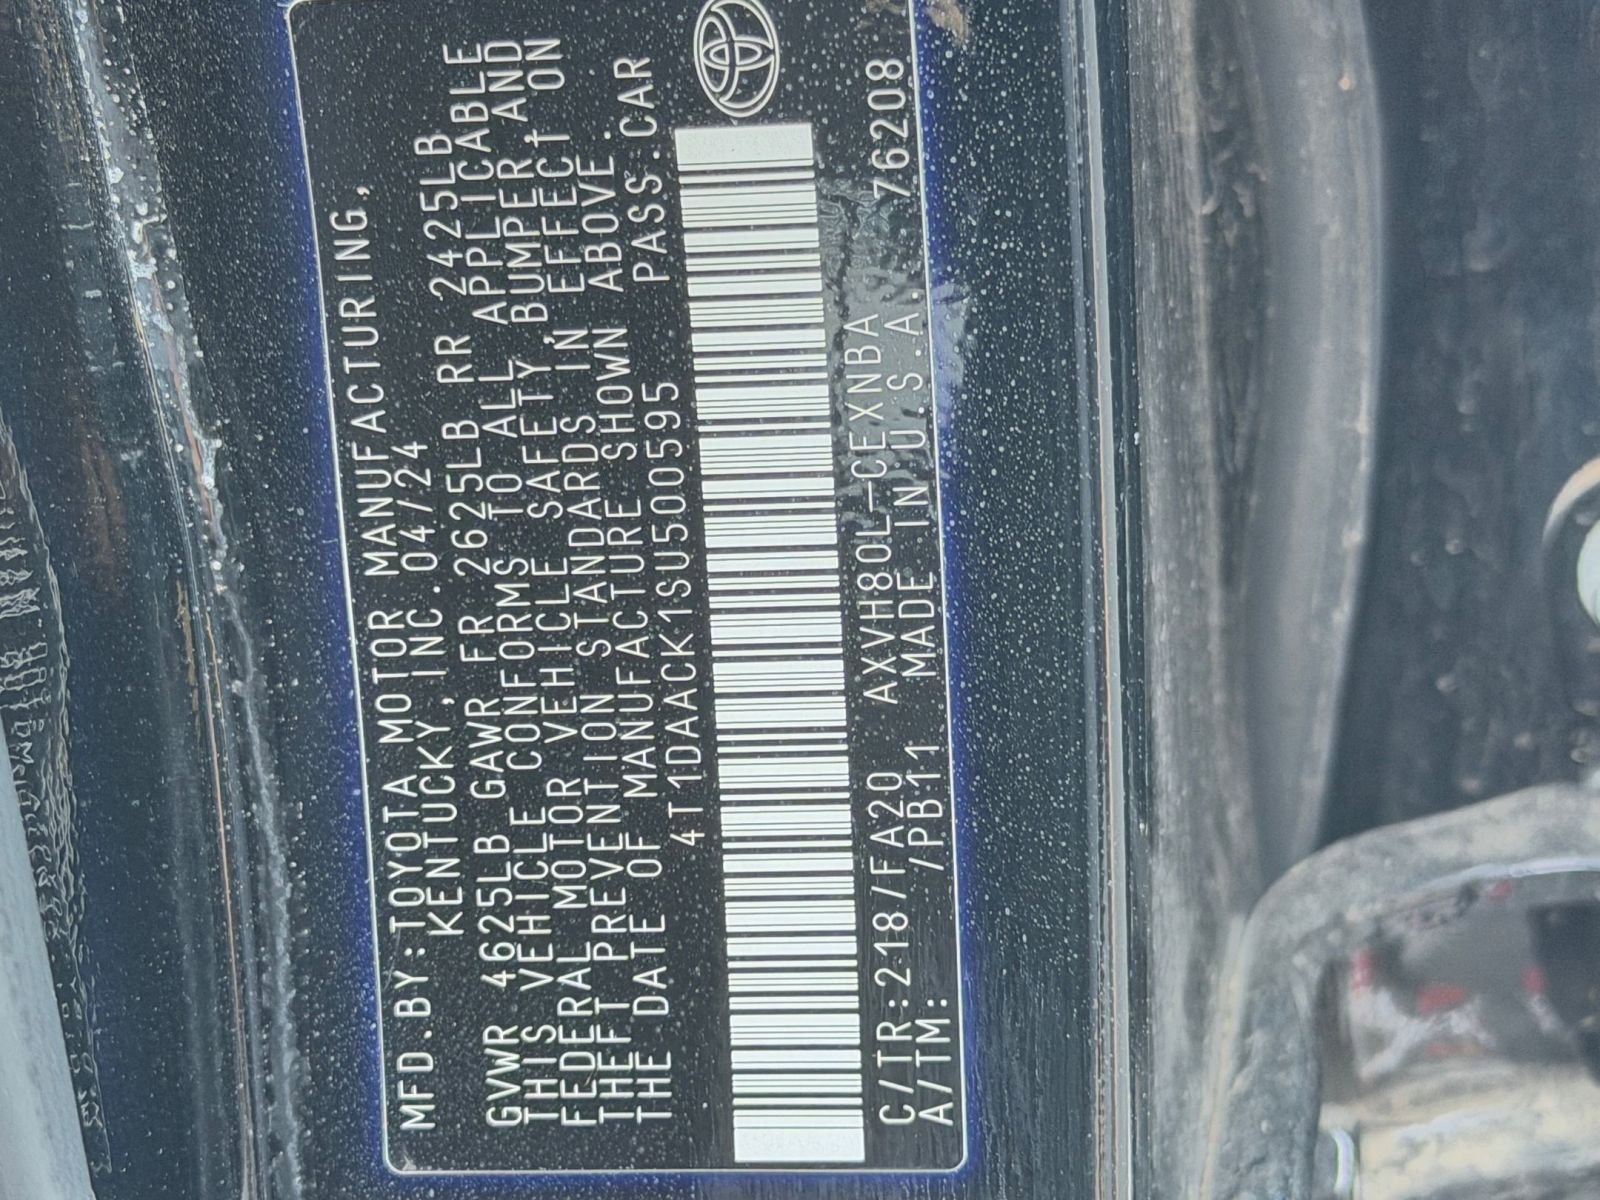 MFD.BY:TOYOTA MOTOR MANUFACTURING,
KENTUCKY,INC.04/24
GVWR 4625LB GAWR FR 2625LB RR 2425LB
THIS VEHICLE CONFORMS TO ALL APPLICABLE
FEDERAL MOTOR VEHICLE SAFETY,BUMPER,AND
THEFT PREVENTION STANDARDS IN EFFECT ON
THE DATE OF MANUFACTURE SHOWN ABOVE.
4T1DAACK1SU500595 PASS.CAR
C/TR:218/FA20 AXVH80L-CEXNBA 76208
A/TM: /PB11 MADE IN U.S.A.